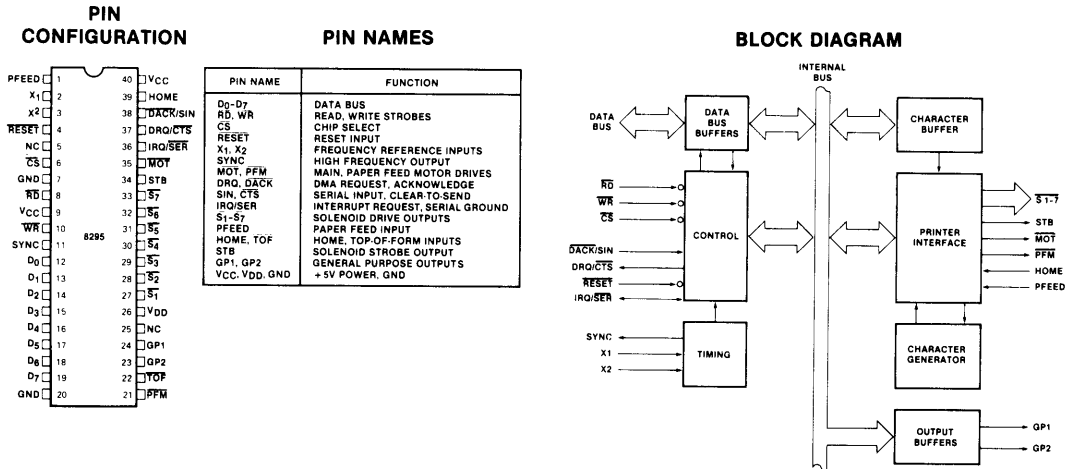 PIN
CONFIGURATION
PFEED 1
X1 2
X2 3
RESET 4
NC 5
CS 6
GND 7
RD 8
VCC 9
WR 10
SYNC 11
D0 12
D1 13
D2 14
D3 15
D4 16
D5 17
D6 18
D7 19
GND 20
8295
40 VCC
39 HOME
38 DACK/SIN
37 DRQ/CTS
36 IRQ/SER
35 MOT
34 STB
33 S7
32 S6
31 S5
30 S4
29 S3
28 S2
27 S1
26 VDD
25 NC
24 GP1
23 GP2
22 TOF
21 PFM
PIN NAMES
PIN NAME FUNCTION
D0-D7 DATA BUS
RD, WR READ, WRITE STROBES
CS CHIP SELECT
RESET RESET INPUT
X1, X2 FREQUENCY REFERENCE INPUTS
SYNC HIGH FREQUENCY OUTPUT
MOT, PFM MAIN, PAPER FEED MOTOR DRIVES
DRQ, DACK DMA REQUEST, ACKNOWLEDGE
SIN, CTS SERIAL INPUT, CLEAR-TO-SEND
IRQ/SER INTERRUPT REQUEST, SERIAL GROUND
S1-S7 SOLENOID DRIVE OUTPUTS
PFEED PAPER FEED INPUT
HOME, TOF HOME, TOP-OF-FORM INPUTS
STB SOLENOID STROBE OUTPUT
GP1, GP2 GENERAL PURPOSE OUTPUTS
VCC, VDD, GND +5V POWER, GND
BLOCK DIAGRAM
INTERNAL
BUS
DATA
BUS
DATA
BUS
BUFFERS
CHARACTER
BUFFER
RD
WR
CS
DACK/SIN
DRQ/CTS
RESET
IRQ/SER
CONTROL
PRINTER
INTERFACE
S1-7
STB
MOT
PFM
HOME
PFEED
SYNC
X1
X2
TIMING
CHARACTER
GENERATOR
OUTPUT
BUFFERS
GP1
GP2